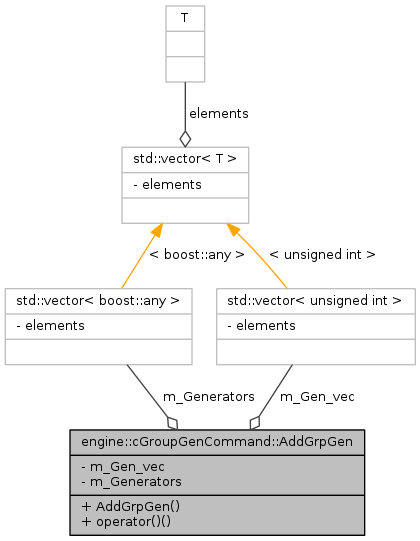 T
elements
std::vector< T >
- elements
< boost::any >
< unsigned int >
std::vector< boost::any >
- elements
std::vector< unsigned int >
- elements
m_Generators
m_Gen_vec
engine::cGroupGenCommand::AddGrpGen
- m_Gen_vec
- m_Generators
+ AddGrpGen()
+ operator()()